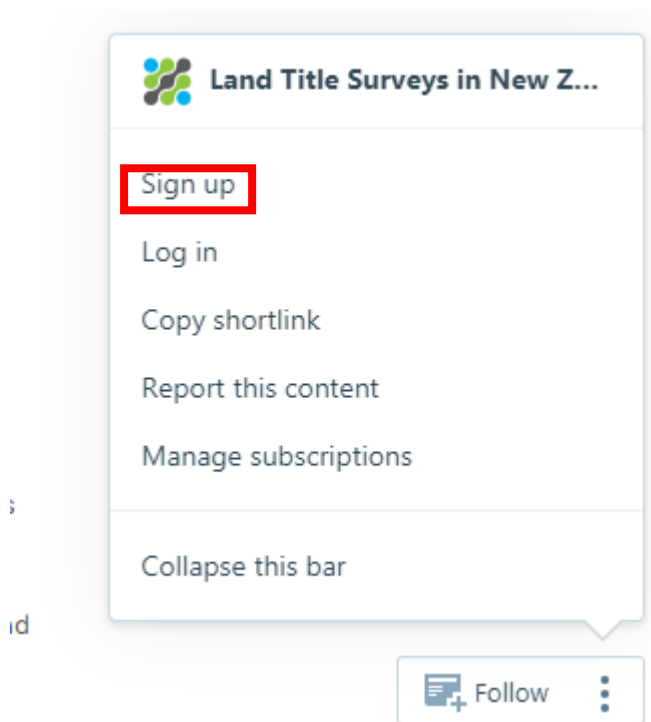 Land Title Surveys in New Z...
Sign up
Log in
Copy shortlink
Report this content
Manage subscriptions
s
Collapse this bar
Follow